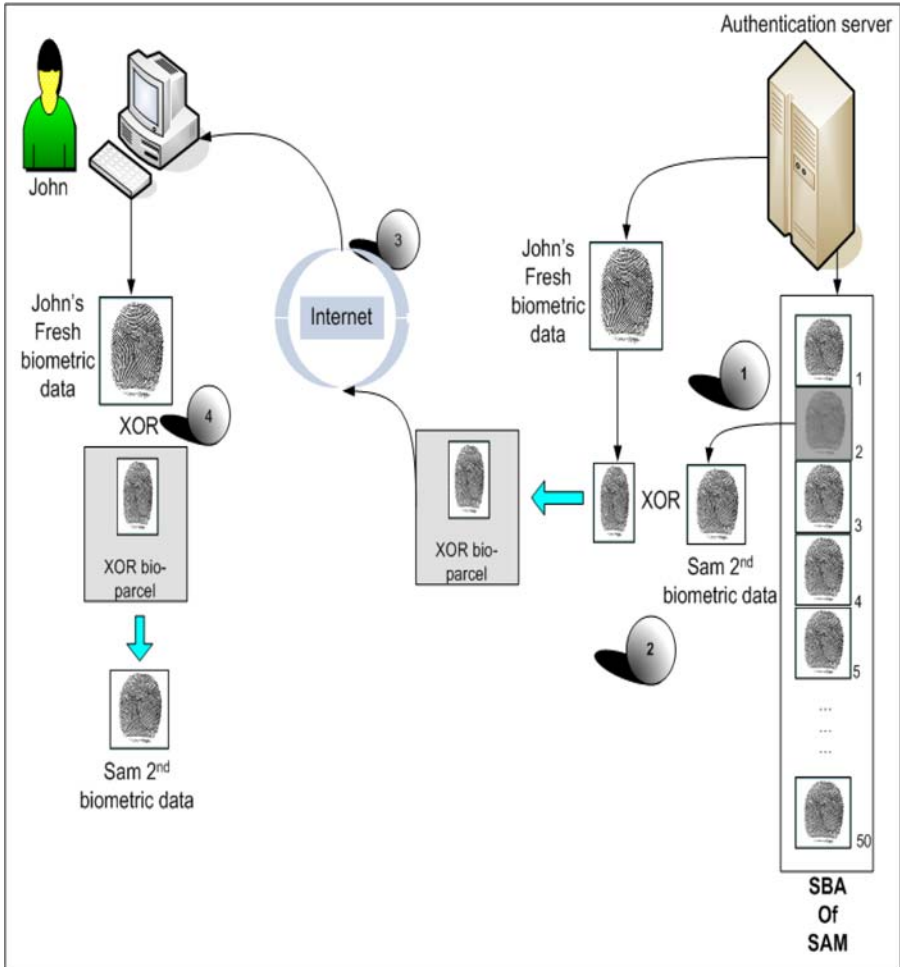 Authentication server
John
John's
Fresh
biometric
data
XOR
4
XOR bio-
parcel
Sam 2nd
biometric data
3
Internet
John's
Fresh
biometric
data
1
XOR
XOR bio-
parcel
Sam 2nd
biometric data
2
1
2
3
4
5
...
...
...
50
SBA
Of
SAM